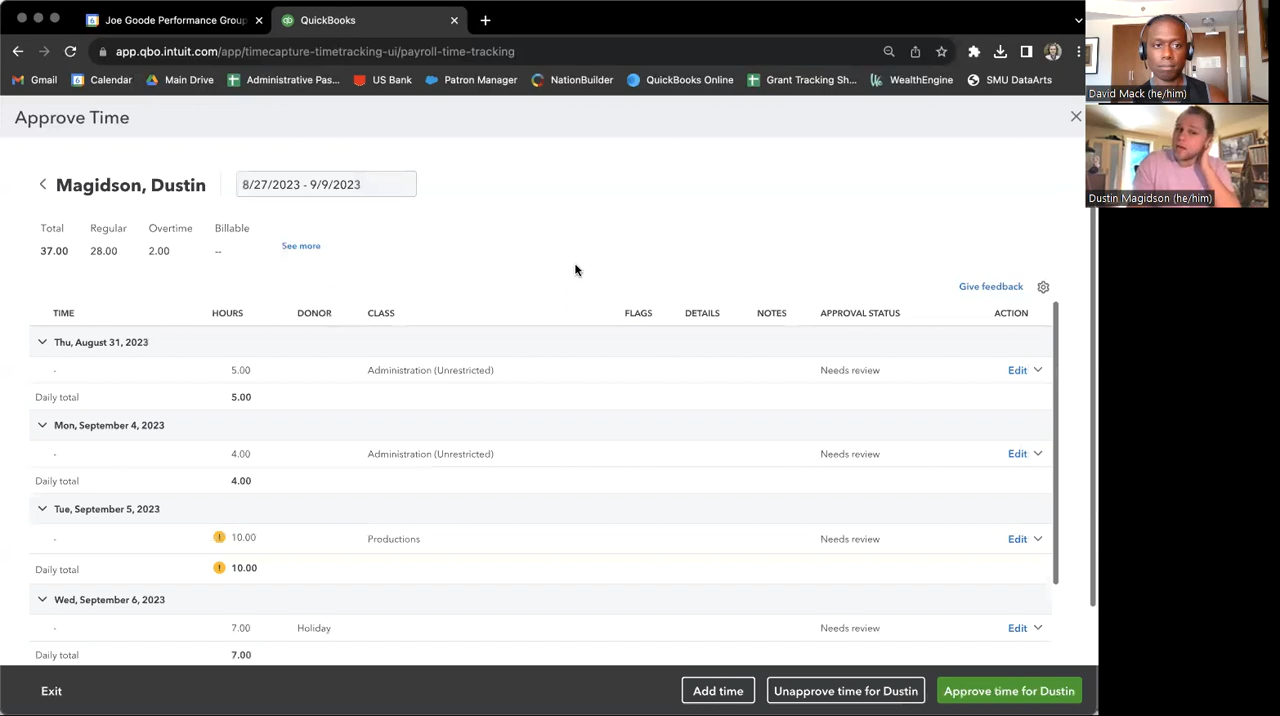 Joe Goode Performance Group
QuickBooks
app.qbo.intuit.com/app/timecapture-timetracking-ui/payroll-time-tracking
Gmail
Calendar
Main Drive
Administrative Pas...
US Bank
Patron Manager
NationBuilder
QuickBooks Online
Grant Tracking Sh...
WealthEngine
SMU DataArts
David Mack (he/him)
Dustin Magidson (he/him)
Approve Time
Magidson, Dustin
8/27/2023 - 9/9/2023
Total Regular Overtime Billable
37.00 28.00 2.00 --
See more
Give feedback
TIME HOURS DONOR CLASS FLAGS DETAILS NOTES APPROVAL STATUS ACTION
Thu, August 31, 2023
- 5.00 Administration (Unrestricted) Needs review Edit
Daily total 5.00
Mon, September 4, 2023
- 4.00 Administration (Unrestricted) Needs review Edit
Daily total 4.00
Tue, September 5, 2023
- ! 10.00 Productions Needs review Edit
Daily total ! 10.00
Wed, September 6, 2023
- 7.00 Holiday Needs review Edit
Daily total 7.00
Exit
Add time
Unapprove time for Dustin
Approve time for Dustin